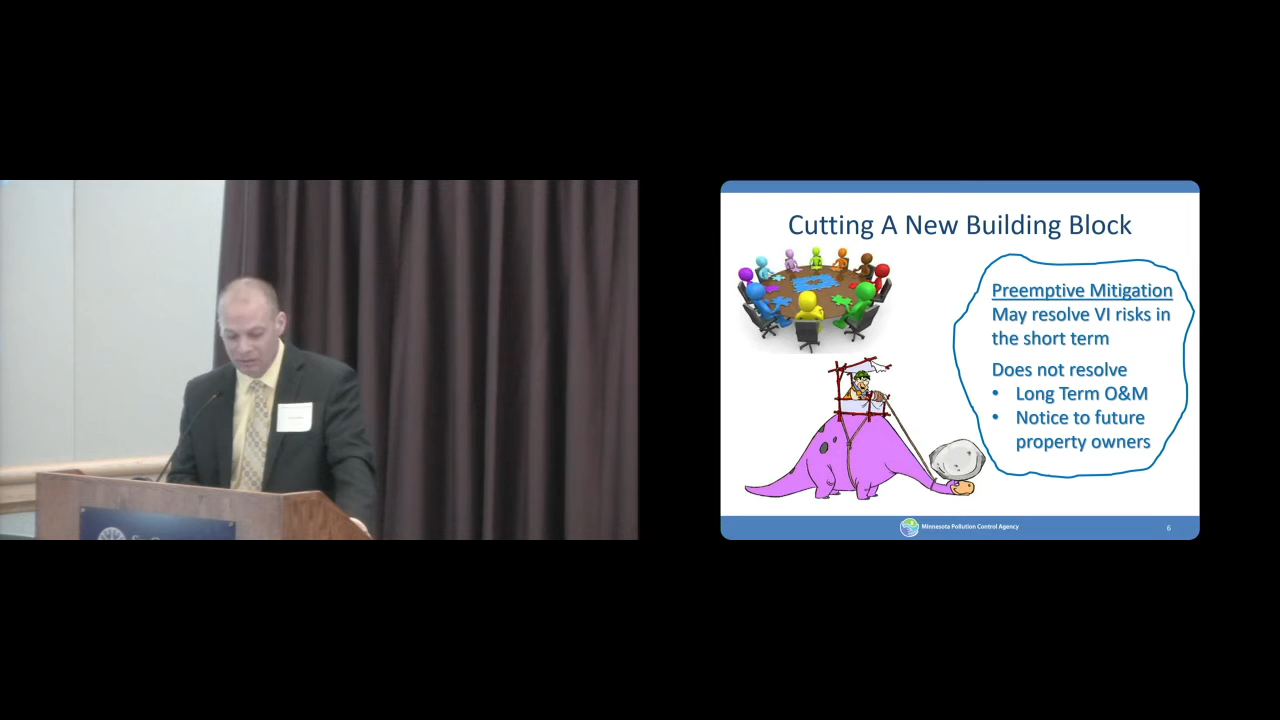 Cutting A New Building Block
Preemptive Mitigation
May resolve VI risks in
the short term
Does not resolve
• Long Term O&M
• Notice to future
property owners
Minnesota Pollution Control Agency
6